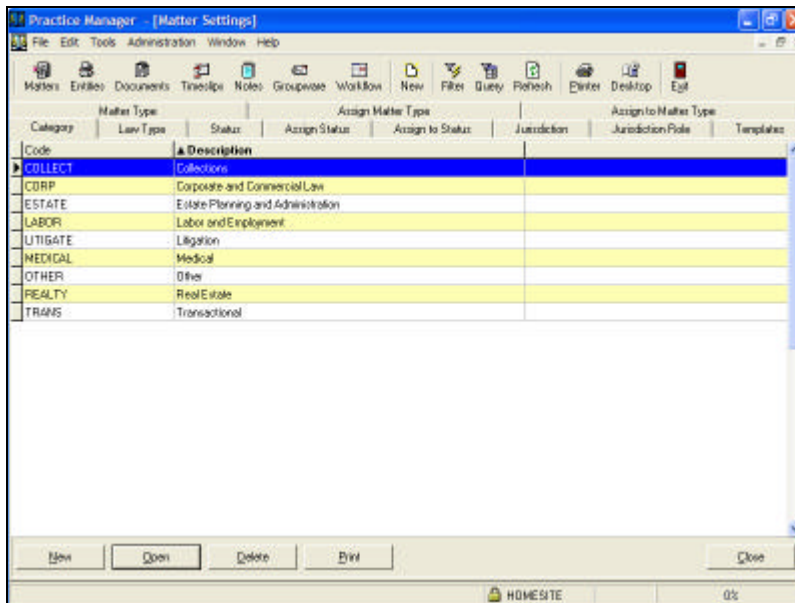 Practice Manager - [Matter Settings]
File Edit Tools Administration Window Help
Matters Entities Documents Timeslips Notes Groupware Workflow New Filter Query Refresh Printer Desktop Exit
Matter Type Assign Matter Type Assign to Matter Type
Category Law Type Status Assign Status Assign to Status Jurisdiction Jurisdiction Role Templates
Code ▲ Description
COLLECT Collections
CORP Corporate and Commercial Law
ESTATE Estate Planning and Administration
LABOR Labor and Employment
LITIGATE Litigation
MEDICAL Medical
OTHER Other
REALTY Real Estate
TRANS Transactional
New Open Delete Print Close
HOMESITE 0%